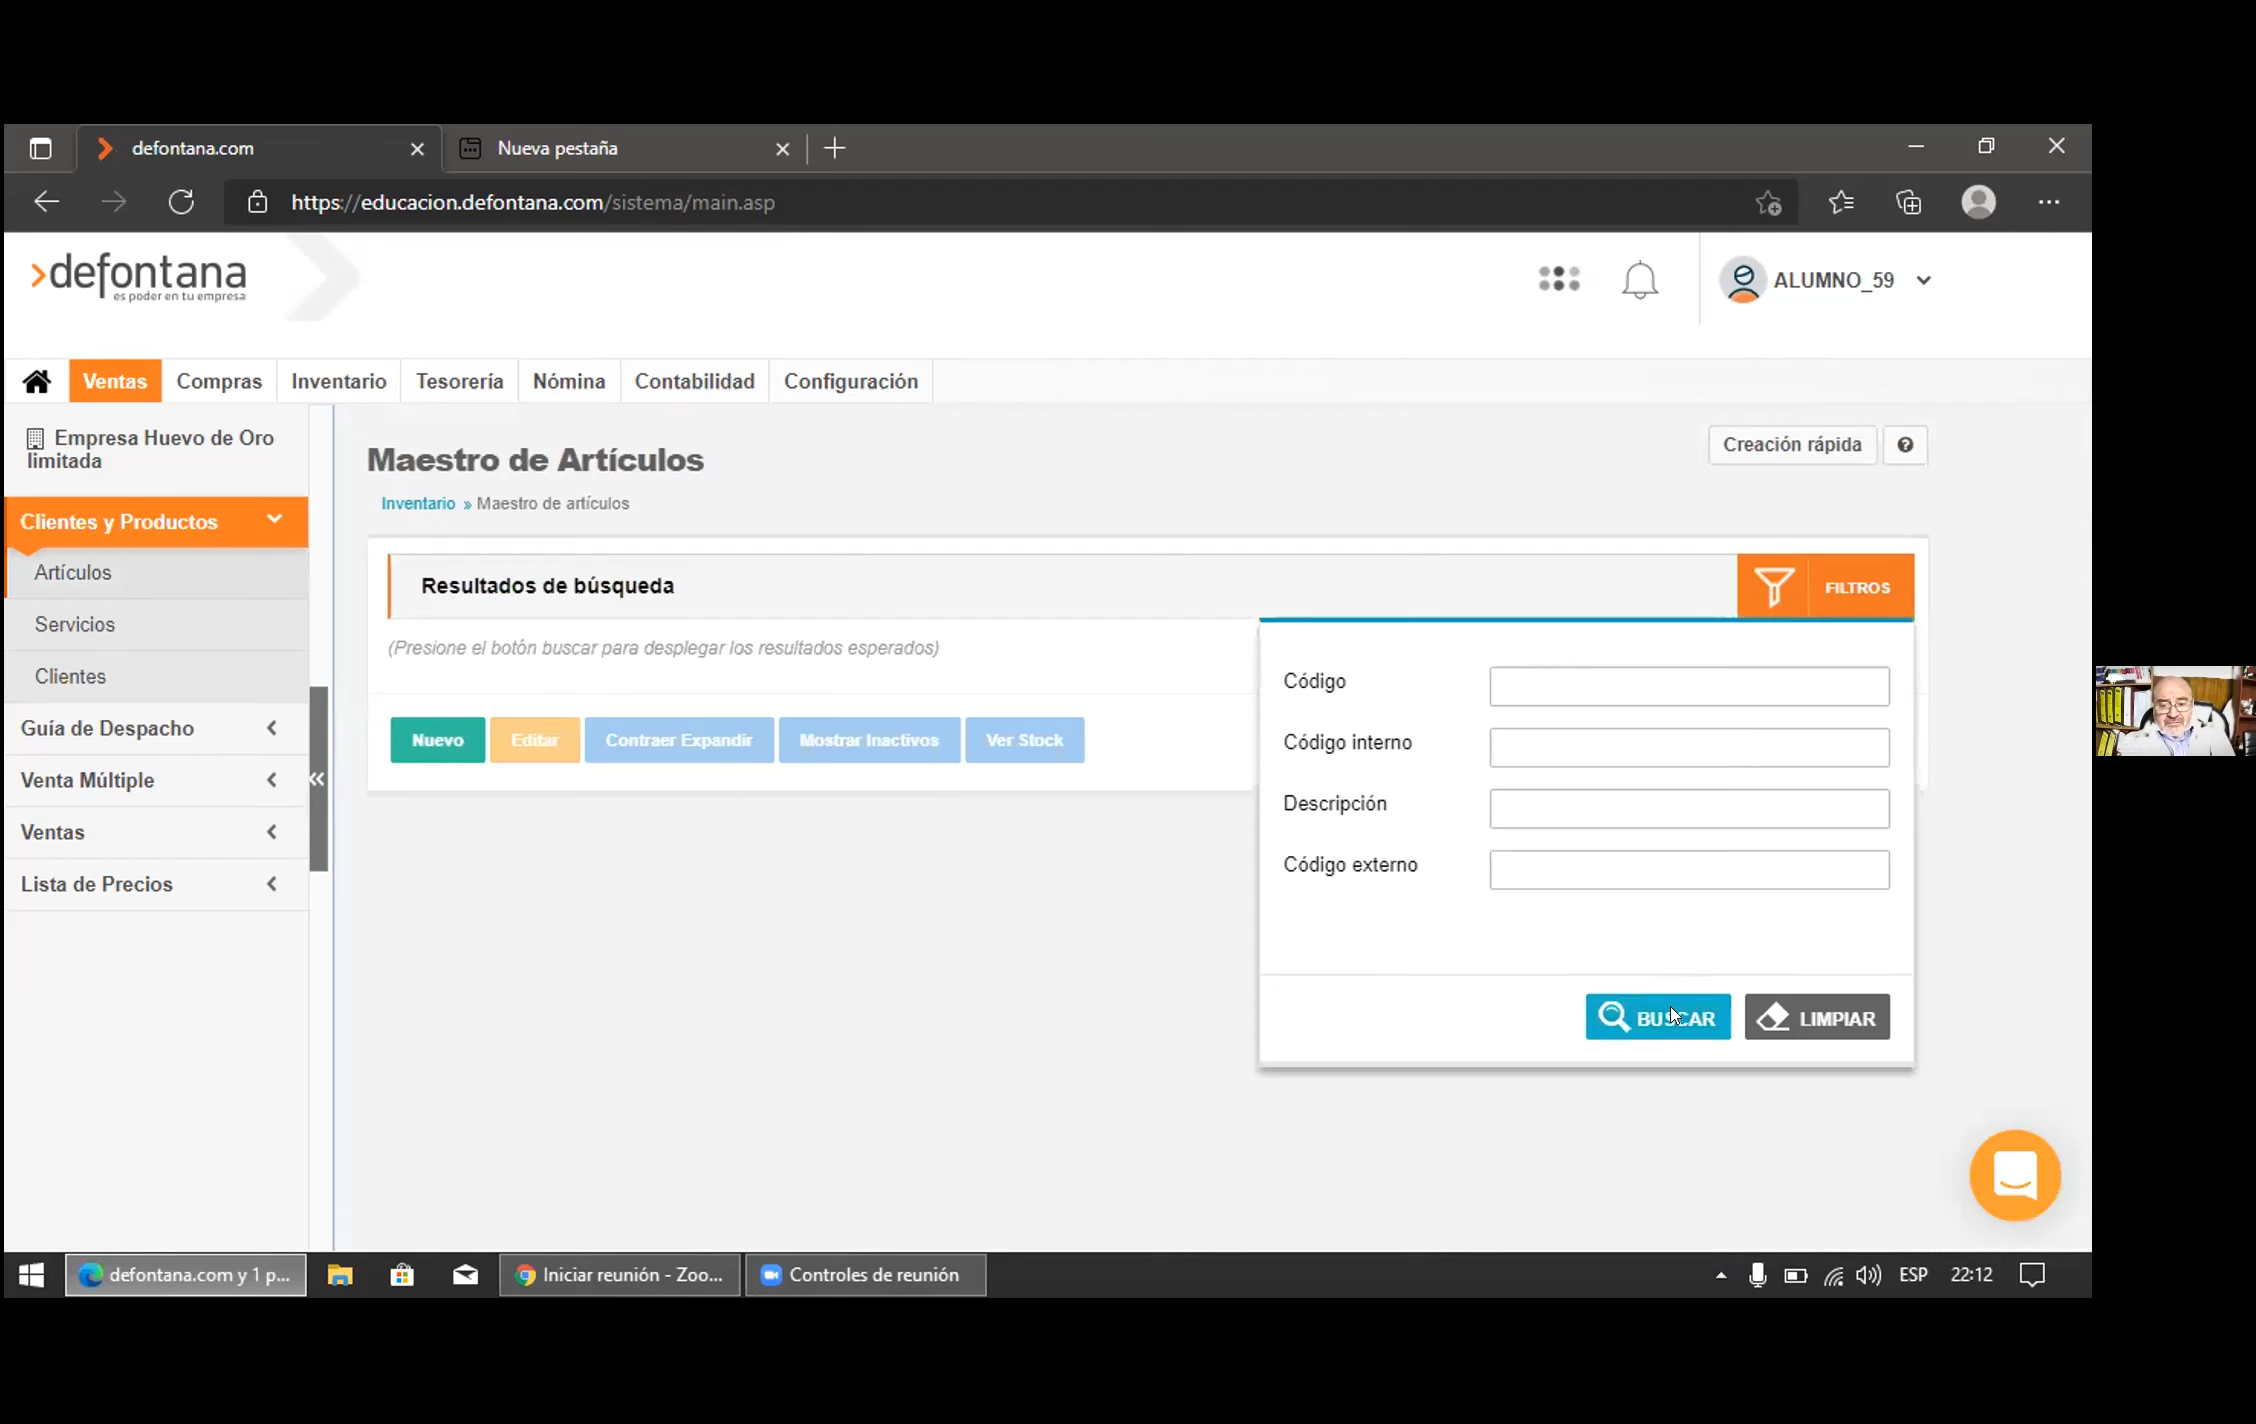 defontana.com
Nueva pestaña
https://educacion.defontana.com/sistema/main.asp
defontana
es poder en tu empresa
ALUMNO_59
Ventas
Compras
Inventario
Tesorería
Nómina
Contabilidad
Configuración
Empresa Huevo de Oro
limitada
Clientes y Productos
Artículos
Servicios
Clientes
Guía de Despacho
Venta Múltiple
Ventas
Lista de Precios
Maestro de Artículos
Creación rápida
?
Inventario » Maestro de artículos
Resultados de búsqueda
FILTROS
(Presione el botón buscar para desplegar los resultados esperados)
Nuevo
Editar
Contraer Expandir
Mostrar Inactivos
Ver Stock
Código
Código interno
Descripción
Código externo
BUSCAR
LIMPIAR
defontana.com y 1 p...
Iniciar reunión - Zoo...
Controles de reunión
ESP
22:12